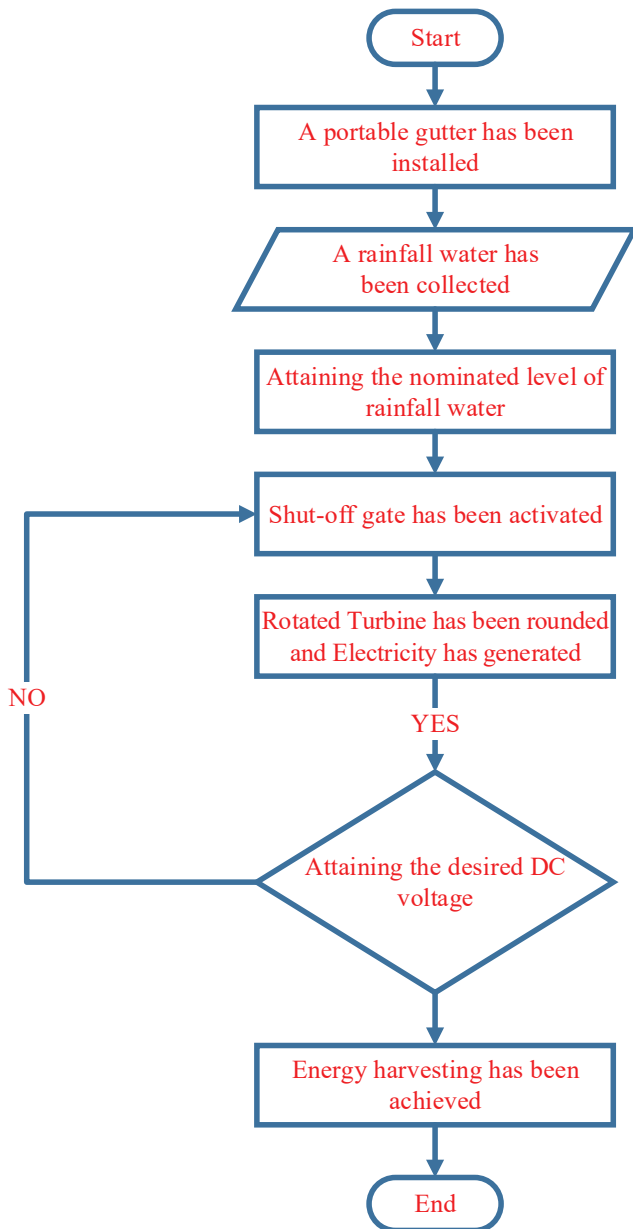 Start
A portable gutter has been
installed
A rainfall water has
been collected
Attaining the nominated level of
rainfall water
Shut-off gate has been activated
Rotated Turbine has been rounded
and Electricity has generated
NO
YES
Attaining the desired DC
voltage
Energy harvesting has been
achieved
End